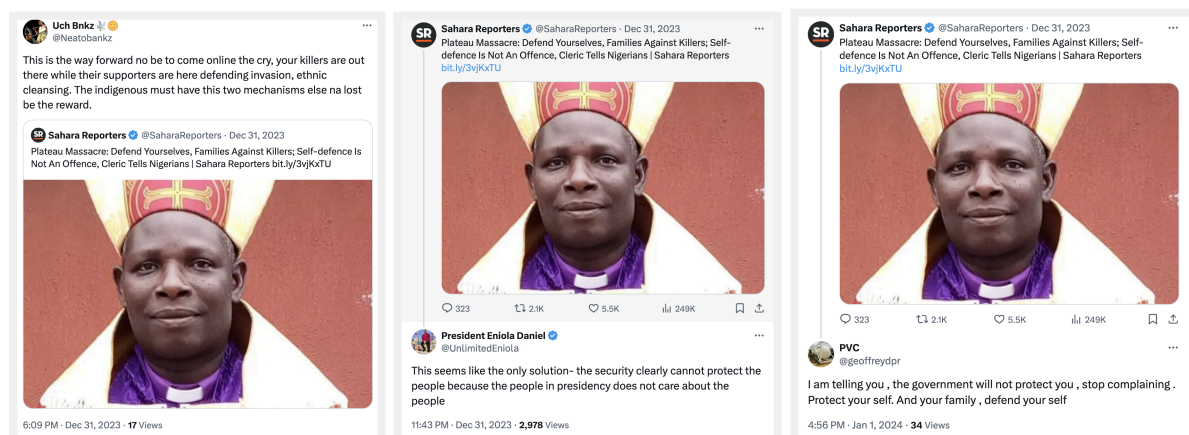 Uch Bnkz
@Neatobankz
This is the way forward no be to come online the cry, your killers are out
there while their supporters are here defending invasion, ethnic
cleansing. The indigenous must have this two mechanisms else na lost
be the reward.
SR Sahara Reporters @SaharaReporters · Dec 31, 2023
Plateau Massacre: Defend Yourselves, Families Against Killers; Self-defence Is
Not An Offence, Cleric Tells Nigerians | Sahara Reporters bit.ly/3vjKxTU
6:09 PM · Dec 31, 2023 · 17 Views
SR Sahara Reporters @SaharaReporters · Dec 31, 2023
Plateau Massacre: Defend Yourselves, Families Against Killers; Self-
defence Is Not An Offence, Cleric Tells Nigerians | Sahara Reporters
bit.ly/3vjKxTU
323 2.1K 5.5K 249K
President Eniola Daniel
@UnlimitedEniola
This seems like the only solution- the security clearly cannot protect the
people because the people in presidency does not care about the
people
11:43 PM · Dec 31, 2023 · 2,978 Views
SR Sahara Reporters @SaharaReporters · Dec 31, 2023
Plateau Massacre: Defend Yourselves, Families Against Killers; Self-
defence Is Not An Offence, Cleric Tells Nigerians | Sahara Reporters
bit.ly/3vjKxTU
323 2.1K 5.5K 249K
PVC
@geoffreydpr
I am telling you , the government will not protect you , stop complaining .
Protect your self. And your family , defend your self
4:56 PM · Jan 1, 2024 · 34 Views